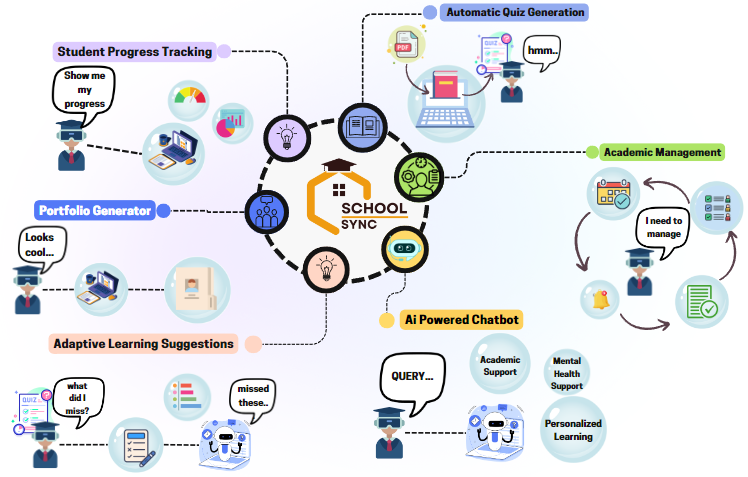 Automatic Quiz Generation
Student Progress Tracking
PDF
QUIZ
hmm..
Show me
my
progress
Academic Management
I need to
manage
SCHOOL
SYNC
Portfolio Generator
Looks
cool...
Ai Powered Chatbot
Adaptive Learning Suggestions
Academic
Support
Mental
Health
Support
QUERY...
Personalized
Learning
QUIZ
what
did I
miss?
missed
these..